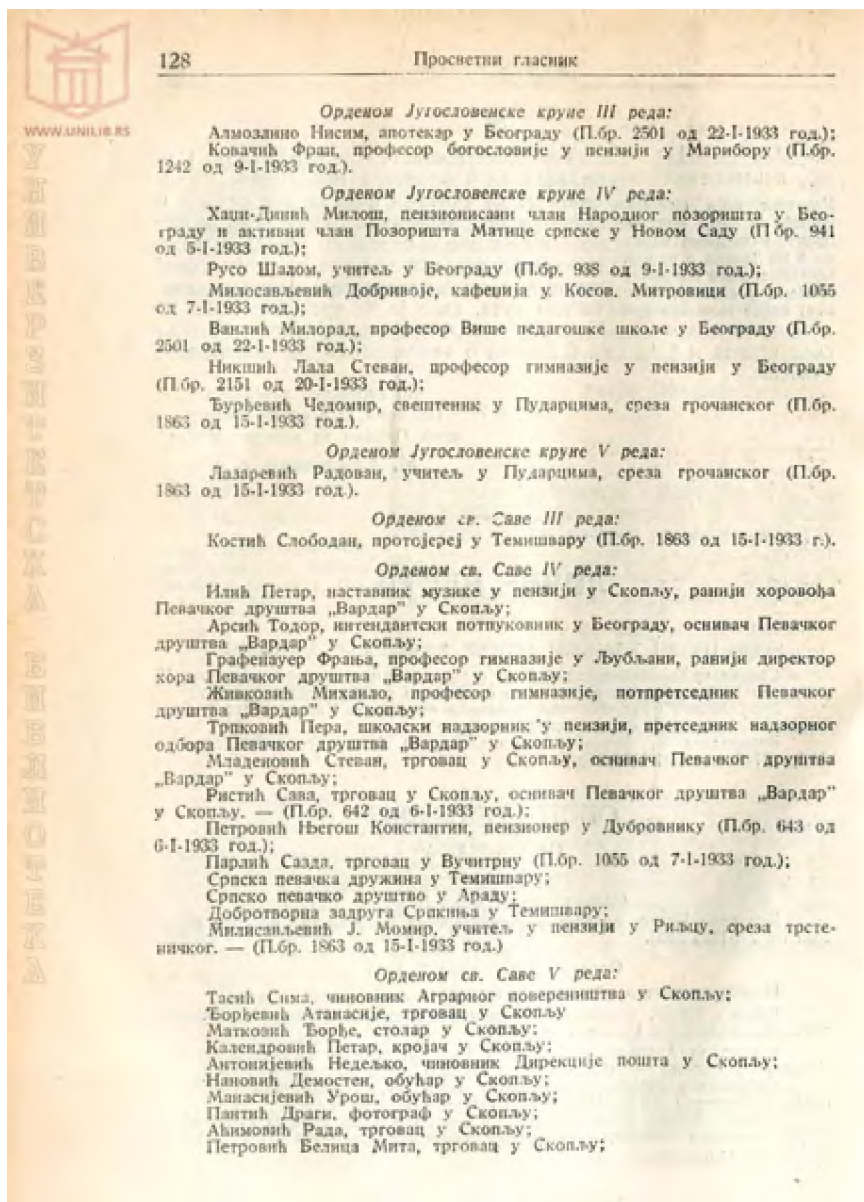 128
Просветни гласник
WWW.UNILIB.RS
УНИВЕРЗИТЕТСКА БИБЛИОТЕКА
Орденом Југословенске круне III реда:
Алмозлино Нисим, апотекар у Београду (П.бр. 2501 од 22-I-1933 год.);
Ковачић Фран, професор богословије у пензији у Марибору (П.бр.
1242 од 9-I-1933 год.).
Орденом Југословенске круне IV реда:
Хаџи-Динић Милош, пензионисани члан Народног позоришта у Бео-
граду и активни члан Позоришта Матице српске у Новом Саду (П бр. 941
од 5-I-1933 год.);
Русо Шалом, учитељ у Београду (П.бр. 938 од 9-I-1933 год.);
Милосављевић Добривоје, кафеџија у Косов. Митровици (П.бр. 1055
од 7-I-1933 год.);
Ванлић Милорад, професор Више педагошке школе у Београду (П.бр.
2501 од 22-I-1933 год.);
Никшић Лала Стеван, професор гимназије у пензији у Београду
(П.бр. 2151 од 20-I-1933 год.);
Ђурђевић Чедомир, свештеник у Пударцима, среза грочанског (П.бр.
1863 од 15-I-1933 год.).
Орденом Југословенске круне V реда:
Лазаревић Радован, учитељ у Пударцима, среза грочанског (П.бр.
1863 од 15-I-1933 год.).
Орденом св. Саве III реда:
Костић Слободан, протојереј у Темишвару (П.бр. 1863 од 15-I-1933 г.).
Орденом св. Саве IV реда:
Илић Петар, наставник музике у пензији у Скопљу, ранији хоровођа
Певачког друштва „Вардар" у Скопљу;
Арсић Тодор, интендантски потпуковник у Београду, оснивач Певачког
друштва „Вардар" у Скопљу;
Графенауер Фрања, професор гимназије у Љубљани, ранији директор
хора Певачког друштва „Вардар" у Скопљу;
Живковић Михаило, професор гимназије, потпретседник Певачког
друштва „Вардар" у Скопљу;
Трпковић Пера, школски надзорник у пензији, претседник надзорног
одбора Певачког друштва „Вардар" у Скопљу;
Младеновић Стеван, трговац у Скопљу, оснивач Певачког друштва
„Вардар" у Скопљу;
Ристић Сава, трговац у Скопљу, оснивач Певачког друштва „Вардар"
у Скопљу. — (П.бр. 642 од 6-I-1933 год.);
Петровић Његош Константин, пензионер у Дубровнику (П.бр. 643 од
6-I-1933 год.);
Парлић Сазда, трговац у Вучитрну (П.бр. 1055 од 7-I-1933 год.);
Српска певачка дружина у Темишвару;
Српско певачко друштво у Араду;
Добротворна задруга Српкиња у Темишвару;
Милисављевић Ј. Момир, учитељ у пензији у Риљцу, среза трсте-
ничког. — (П.бр. 1863 од 15-I-1933 год.)
Орденом св. Саве V реда:
Тасић Сима, чиновник Аграрног повереништва у Скопљу;
Ђорђевић Атанасије, трговац у Скопљу
Матковић Ђорђе, столар у Скопљу;
Календровић Петар, кројач у Скопљу;
Антонијевић Недељко, чиновник Дирекције пошта у Скопљу;
Нановић Демостен, обућар у Скопљу;
Манасијевић Урош, обућар у Скопљу;
Пантић Драги, фотограф у Скопљу;
Аћимовић Рада, трговац у Скопљу;
Петровић Белица Мита, трговац у Скопљу;